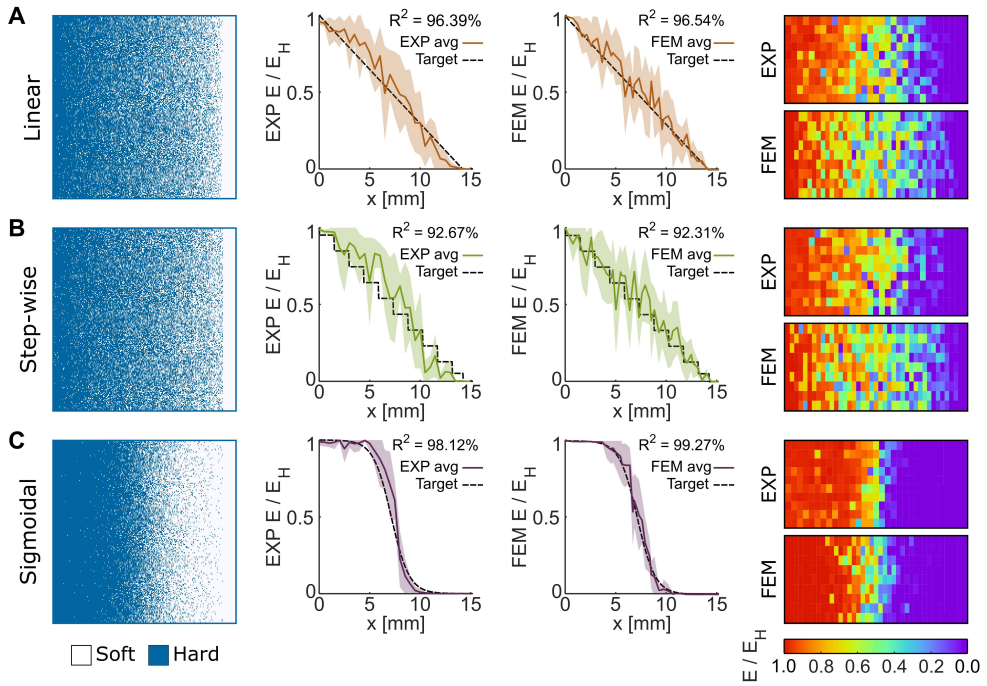 A
Linear
EXP E / E_H
1
0.5
0
0
5
10
15
x [mm]
R² = 96.39%
EXP avg
Target
FEM E / E_H
1
0.5
0
0
5
10
15
x [mm]
R² = 96.54%
FEM avg
Target
EXP
FEM
B
Step-wise
EXP E / E_H
1
0.5
0
0
5
10
15
x [mm]
R² = 92.67%
EXP avg
Target
FEM E / E_H
1
0.5
0
0
5
10
15
x [mm]
R² = 92.31%
FEM avg
Target
EXP
FEM
C
Sigmoidal
EXP E / E_H
1
0.5
0
0
5
10
15
x [mm]
R² = 98.12%
EXP avg
Target
FEM E / E_H
1
0.5
0
0
5
10
15
x [mm]
R² = 99.27%
FEM avg
Target
EXP
FEM
Soft
Hard
E / E_H
1.0 0.8 0.6 0.4 0.2 0.0